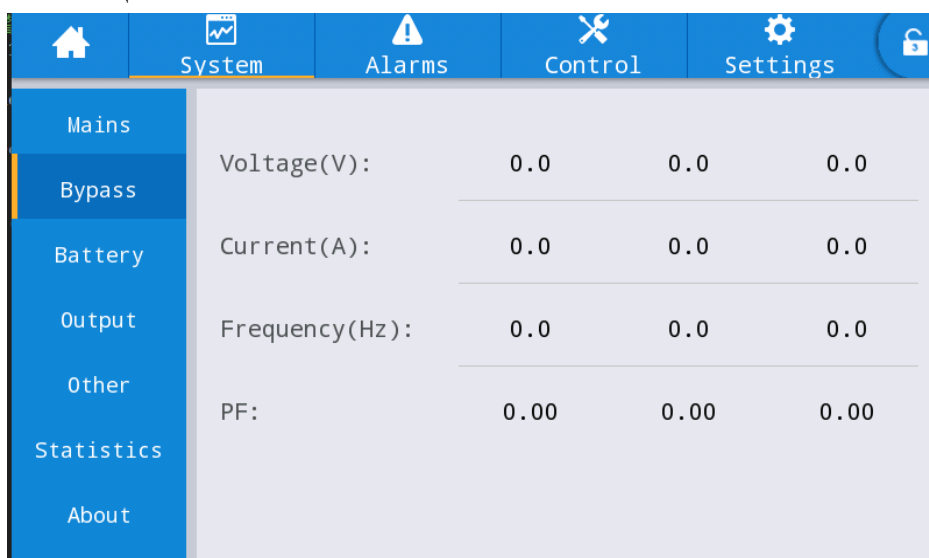 System Alarms Control Settings 3
Mains
Voltage(V): 0.0 0.0 0.0
Bypass
Current(A): 0.0 0.0 0.0
Battery
Output
Frequency(Hz): 0.0 0.0 0.0
Other
PF: 0.00 0.00 0.00
Statistics
About